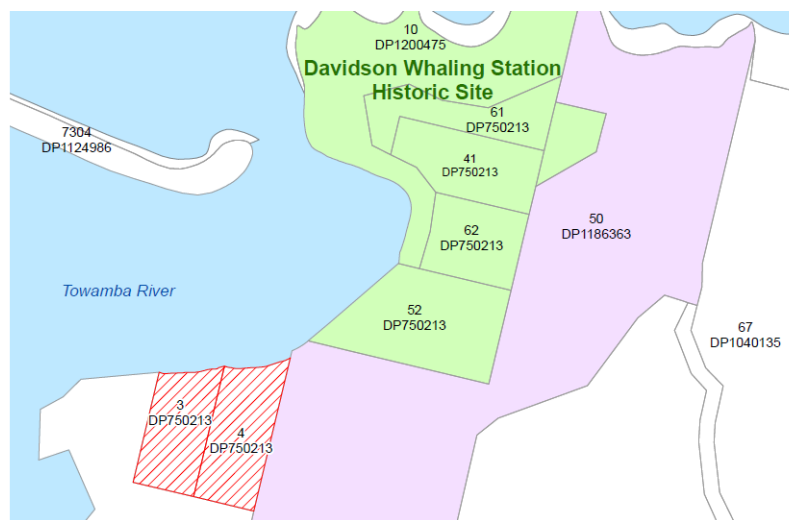 10
DP1200475
Davidson Whaling Station
Historic Site
61
DP750213
7304
DP1124986
41
DP750213
50
DP1186363
62
DP750213
Towamba River
52
DP750213
67
DP1040135
3
DP750213
4
DP750213